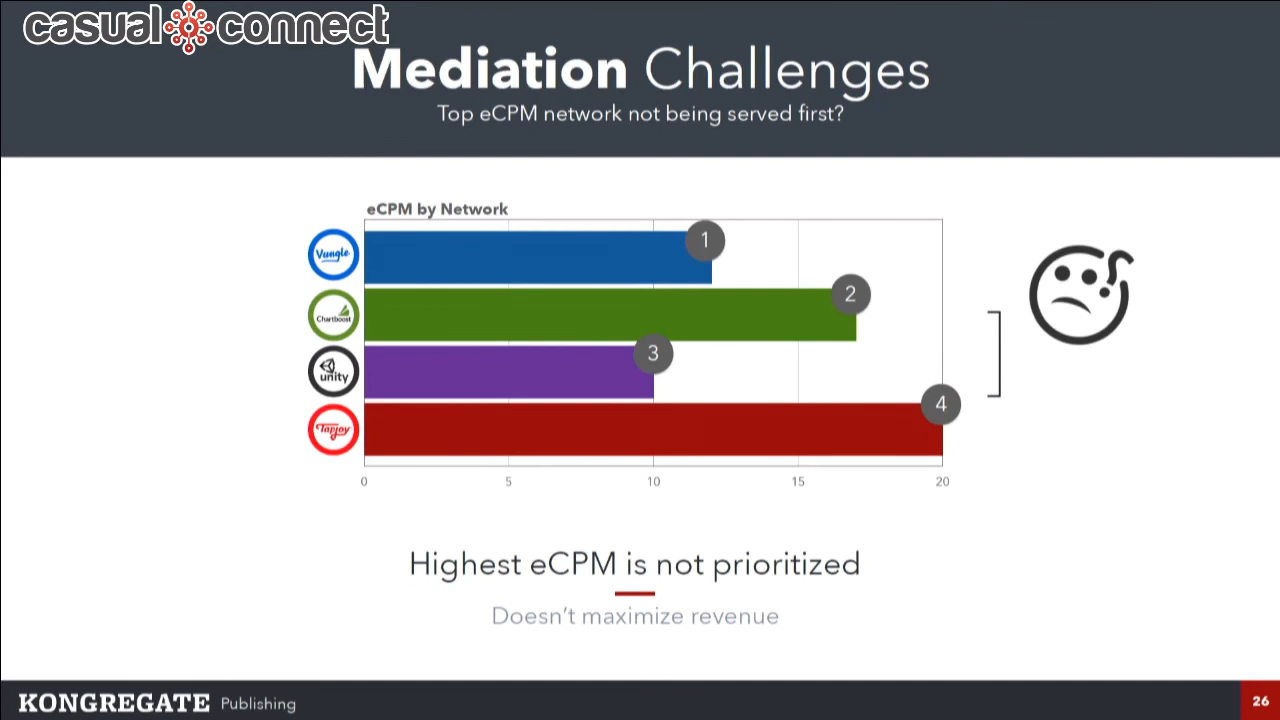 casual connect
Mediation Challenges
Top eCPM network not being served first?
eCPM by Network
Vungle
1
Chartboost
2
unity
3
Tapjoy
4
0 5 10 15 20
Highest eCPM is not prioritized
Doesn't maximize revenue
KONGREGATE Publishing
26